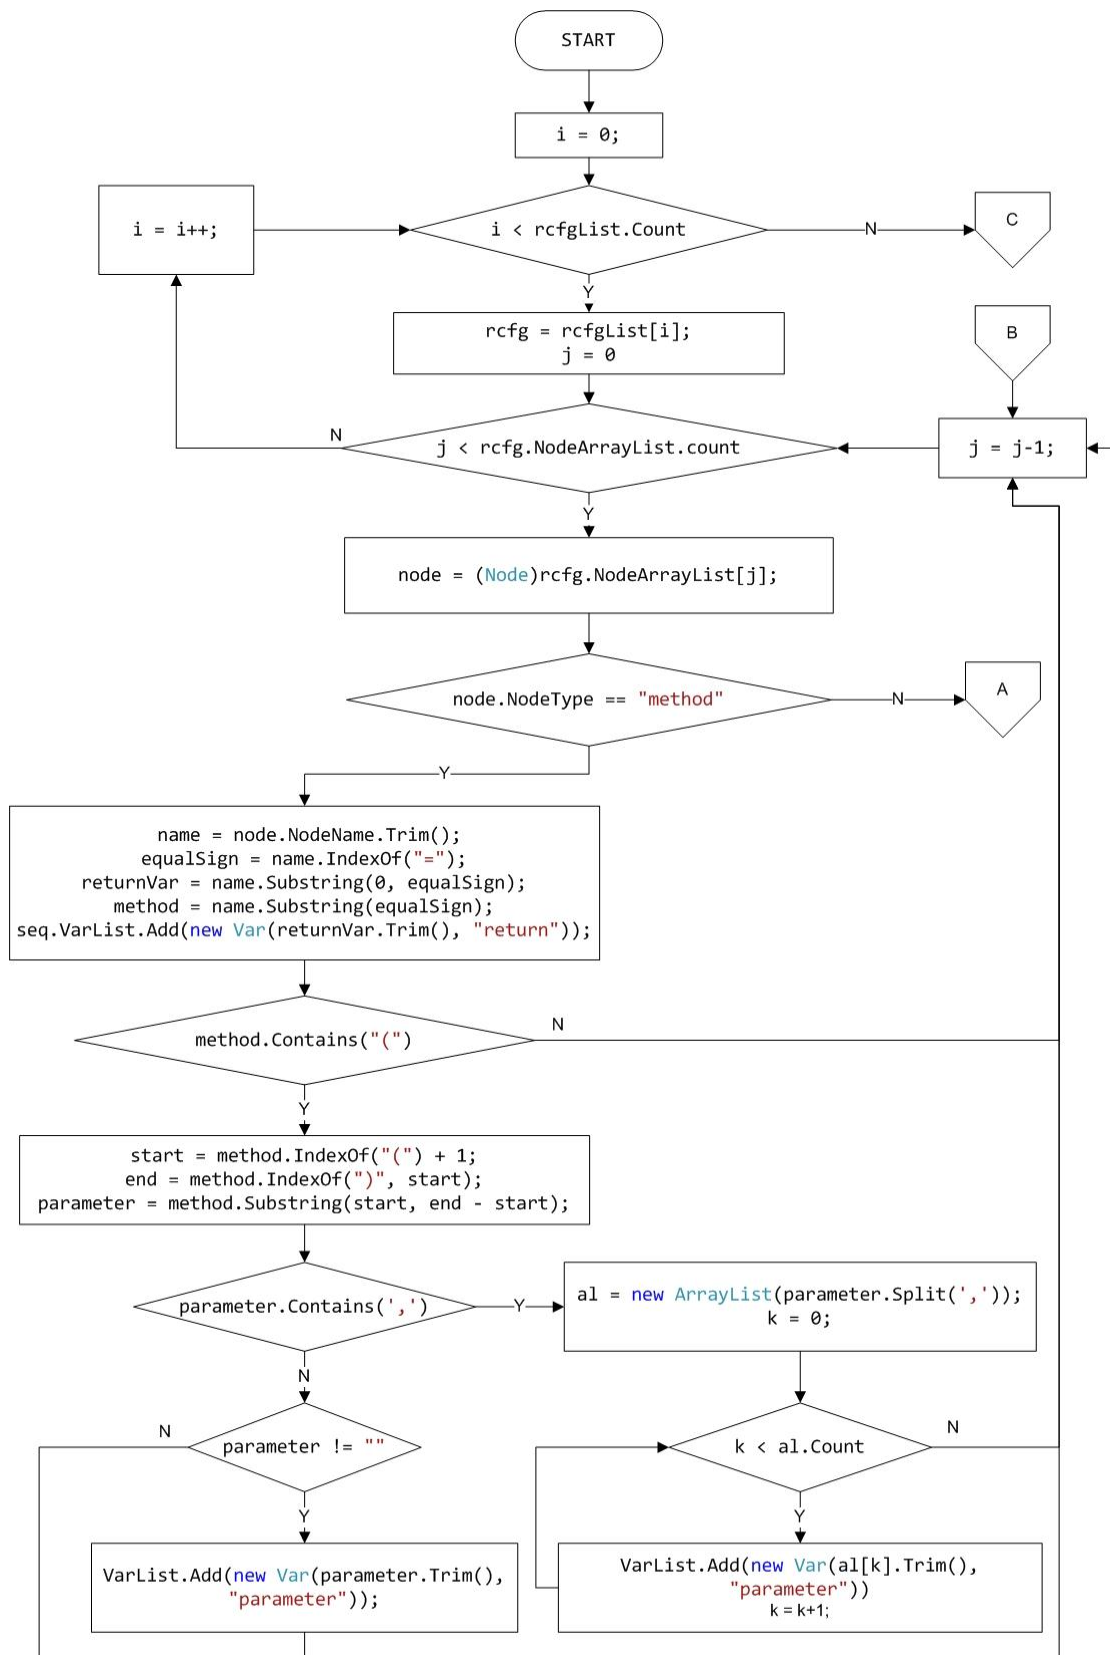 START
i = 0;
i = i++;
i < rcfgList.Count
N
C
Y
rcfg = rcfgList[i];
j = 0
B
N
j < rcfg.NodeArrayList.count
j = j-1;
Y
node = (Node)rcfg.NodeArrayList[j];
node.NodeType == "method"
N
A
Y
name = node.NodeName.Trim();
equalSign = name.IndexOf("=");
returnVar = name.Substring(0, equalSign);
method = name.Substring(equalSign);
seq.VarList.Add(new Var(returnVar.Trim(), "return"));
method.Contains("(")
N
Y
start = method.IndexOf("(") + 1;
end = method.IndexOf(")", start);
parameter = method.Substring(start, end - start);
parameter.Contains(',')
Y
al = new ArrayList(parameter.Split(','));
k = 0;
N
N
parameter != ""
k < al.Count
N
Y
Y
VarList.Add(new Var(parameter.Trim(),
"parameter"));
VarList.Add(new Var(al[k].Trim(),
"parameter"))
k = k+1;